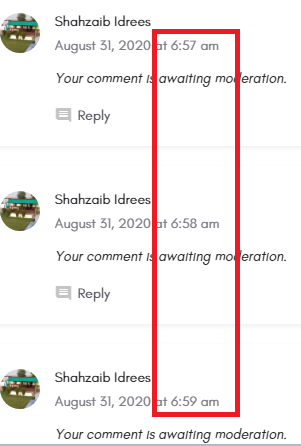 Shahzaib Idrees
August 31, 2020 at 6:57 am
Your comment is awaiting moderation.
Reply
Shahzaib Idrees
August 31, 2020 at 6:58 am
Your comment is awaiting moderation.
Reply
Shahzaib Idrees
August 31, 2020 at 6:59 am
Your comment is awaiting moderation.